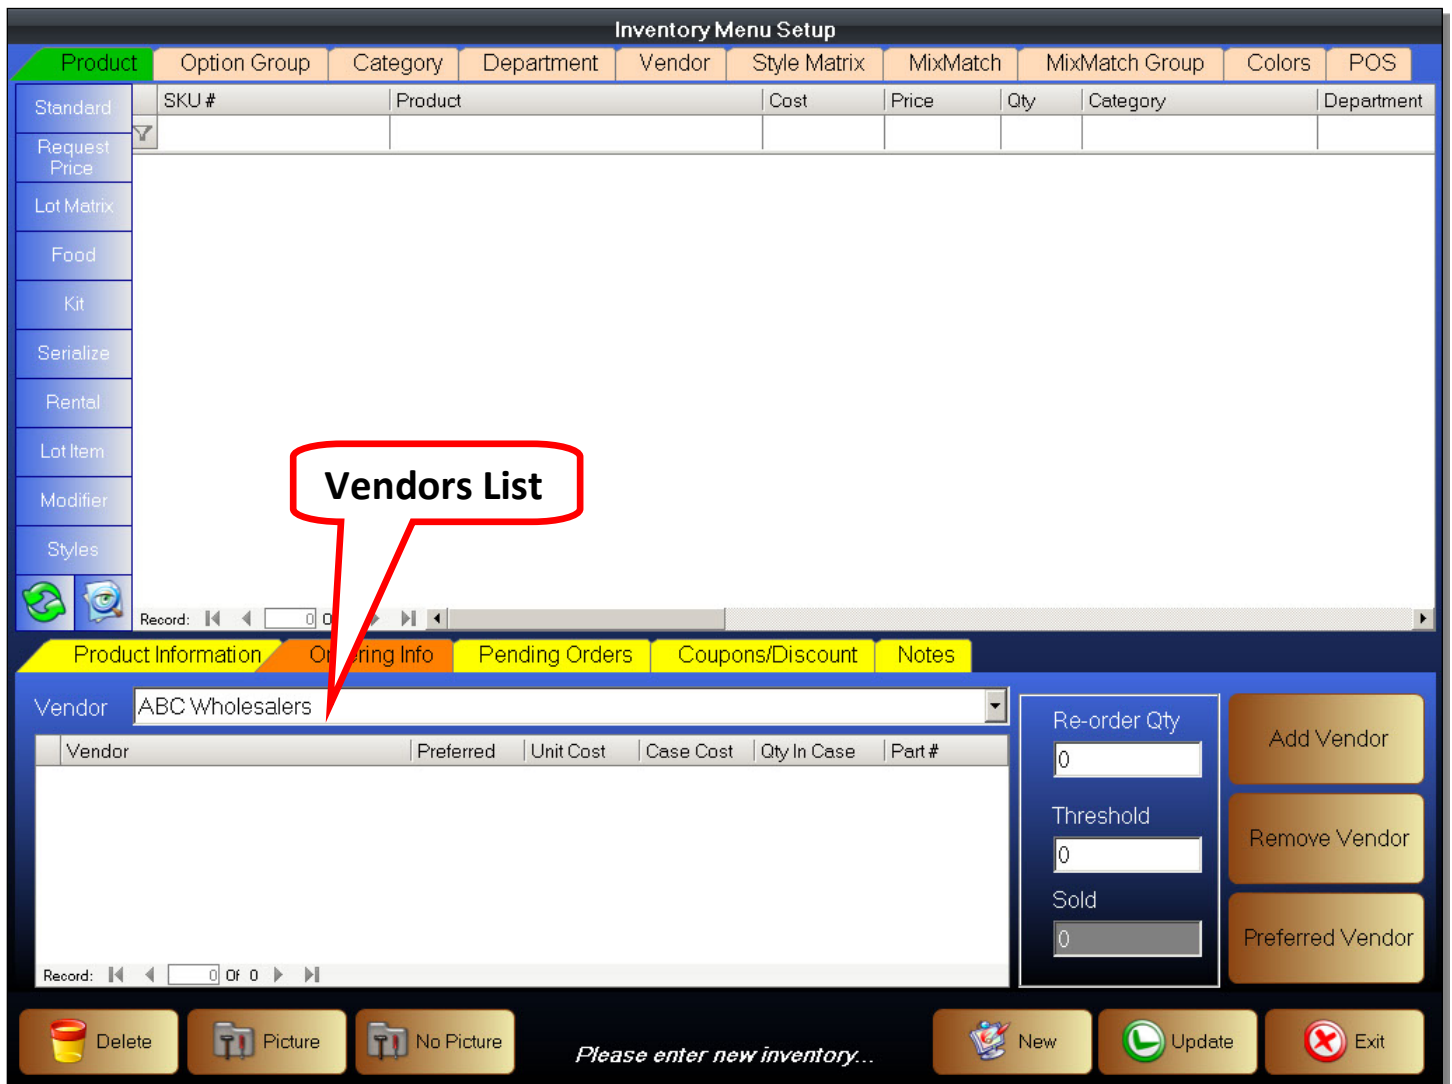 Inventory Menu Setup
Product Option Group Category Department Vendor Style Matrix MixMatch MixMatch Group Colors POS
SKU # Product Cost Price Qty Category Department
Standard
Request
Price
Lot Matrix
Food
Kit
Serialize
Rental
Lot Item
Modifier
Styles
Vendors List
Record: 0
Product Information Ordering Info Pending Orders Coupons/Discount Notes
Vendor ABC Wholesalers
Vendor Preferred Unit Cost Case Cost Qty In Case Part #
Record: 0 Of 0
Re-order Qty
0
Threshold
0
Sold
0
Add Vendor
Remove Vendor
Preferred Vendor
Delete Picture No Picture Please enter new inventory... New Update Exit